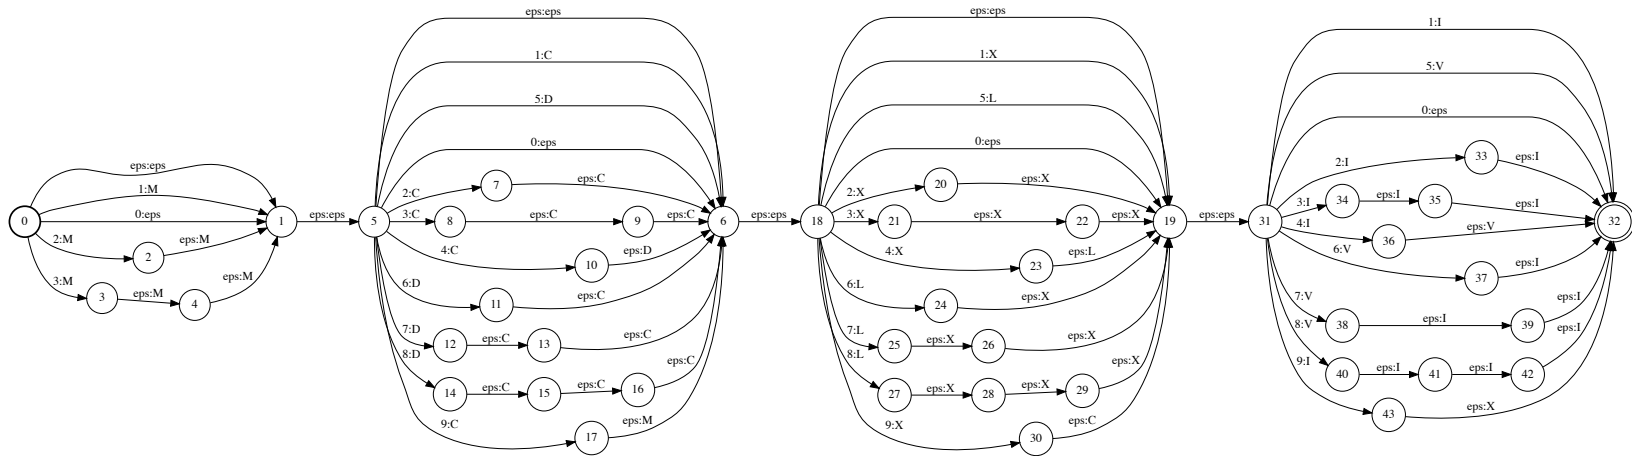 eps:eps
1:M
0:eps
2:M
3:M
0
2
eps:M
3
eps:M
4
eps:M
1
eps:eps
5
eps:eps
1:C
5:D
0:eps
2:C
7
eps:C
3:C
8
eps:C
9
eps:C
4:C
10
eps:D
6:D
11
eps:C
7:D
12
eps:C
13
eps:C
8:D
14
eps:C
15
eps:C
16
eps:C
9:C
17
eps:M
6
eps:eps
18
eps:eps
1:X
5:L
0:eps
2:X
20
eps:X
3:X
21
eps:X
22
eps:X
4:X
23
eps:L
6:L
24
eps:X
7:L
25
eps:X
26
eps:X
8:L
27
eps:X
28
eps:X
29
eps:X
9:X
30
eps:C
19
eps:eps
31
1:I
5:V
0:eps
2:I
33
eps:I
3:I
34
eps:I
35
eps:I
4:I
36
eps:V
6:V
37
eps:I
7:V
38
eps:I
39
eps:I
8:V
40
eps:I
41
eps:I
42
eps:I
9:I
43
eps:X
32